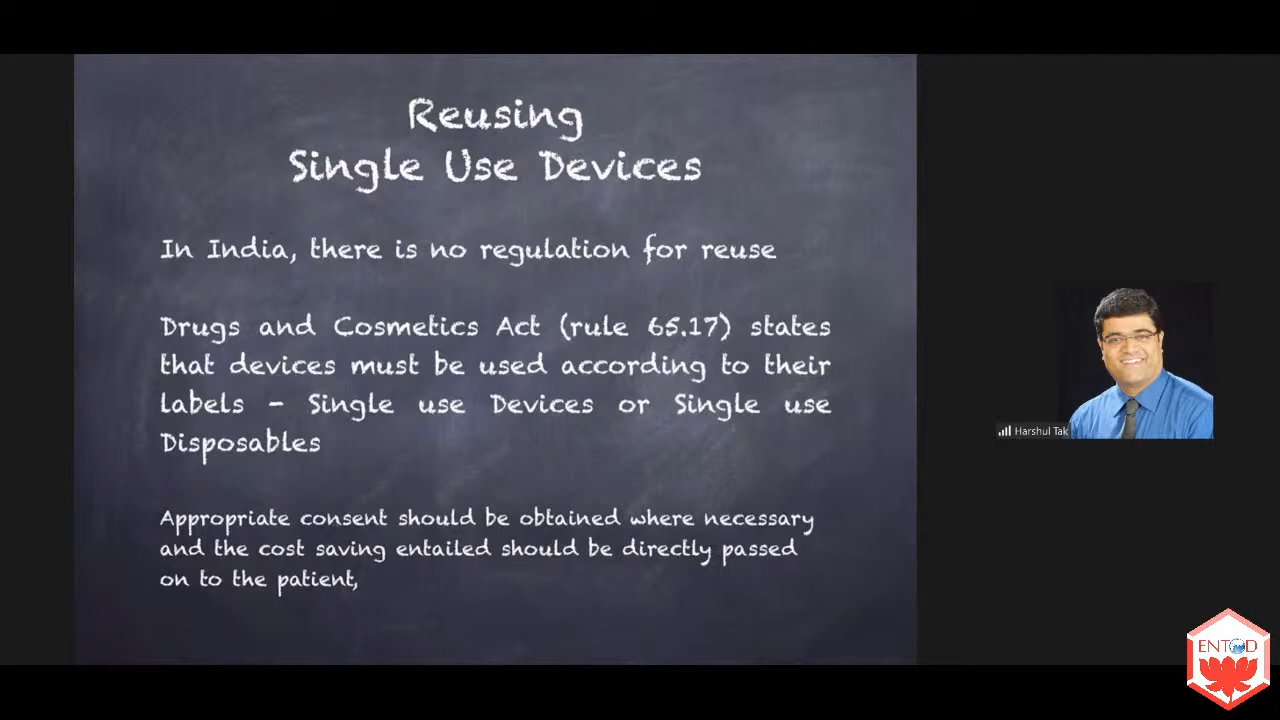 Reusing
Single Use Devices
In India, there is no regulation for reuse
Drugs and Cosmetics Act (rule 65.17) states
that devices must be used according to their
labels - Single use Devices or Single use
Disposables
Appropriate consent should be obtained where necessary
and the cost saving entailed should be directly passed
on to the patient,
Harshul Tak
ENTOD